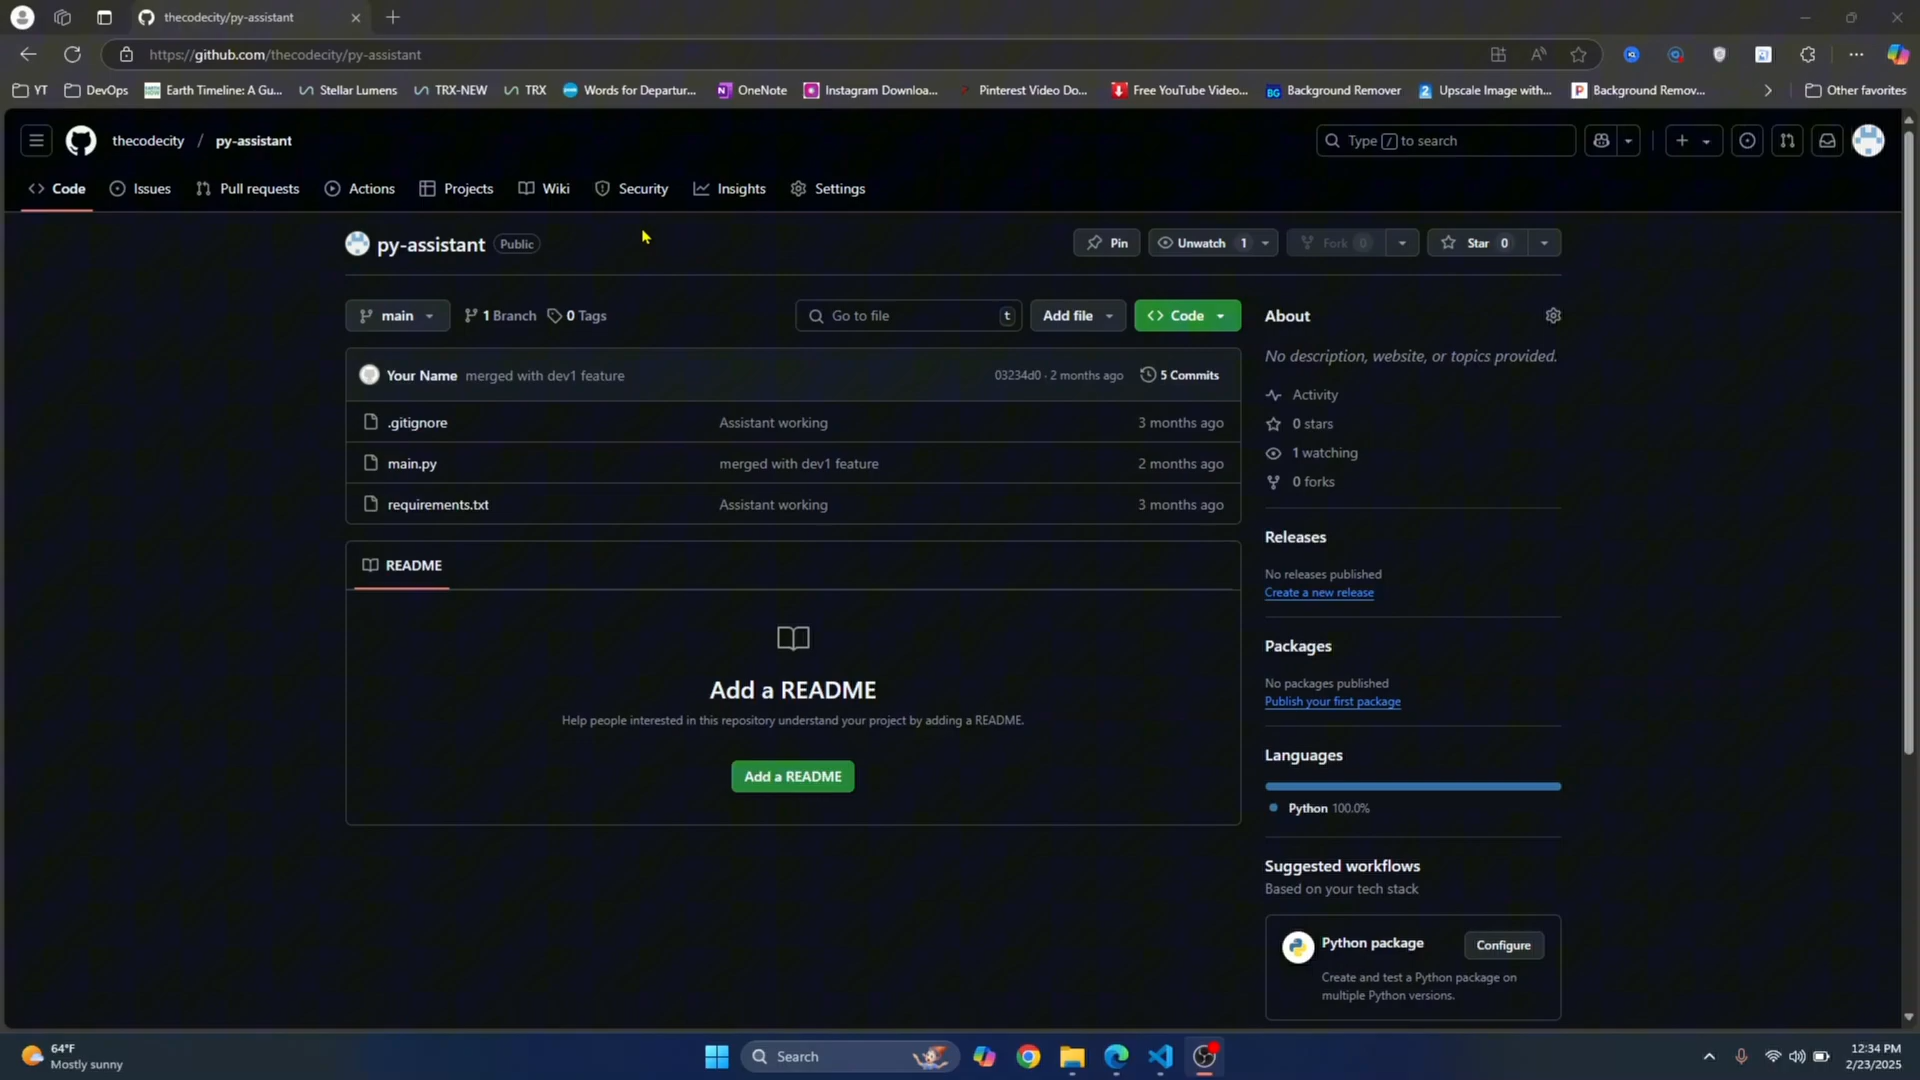 thecodecity/py-assistant
https://github.com/thecodecity/py-assistant
YT DevOps Earth Timeline: A Gu... Stellar Lumens TRX-NEW TRX Words for Departur... OneNote Instagram Downloa... Pinterest Video Do... Free YouTube Video... Background Remover Upscale Image with... Background Remov... Other favorites
thecodecity / py-assistant Type / to search
Code Issues Pull requests Actions Projects Wiki Security Insights Settings
py-assistant Public Pin Unwatch 1 Fork 0 Star 0
main 1 Branch 0 Tags Go to file t Add file Code
Your Name merged with dev1 feature 03234d0 · 2 months ago 5 Commits
.gitignore Assistant working 3 months ago
main.py merged with dev1 feature 2 months ago
requirements.txt Assistant working 3 months ago
README
Add a README
Help people interested in this repository understand your project by adding a README.
Add a README
About
No description, website, or topics provided.
Activity
0 stars
1 watching
0 forks
Releases
No releases published
Create a new release
Packages
No packages published
Publish your first package
Languages
Python 100.0%
Suggested workflows
Based on your tech stack
Python package Configure
Create and test a Python package on
multiple Python versions.
64°F
Mostly sunny
Search
12:34 PM
2/23/2025